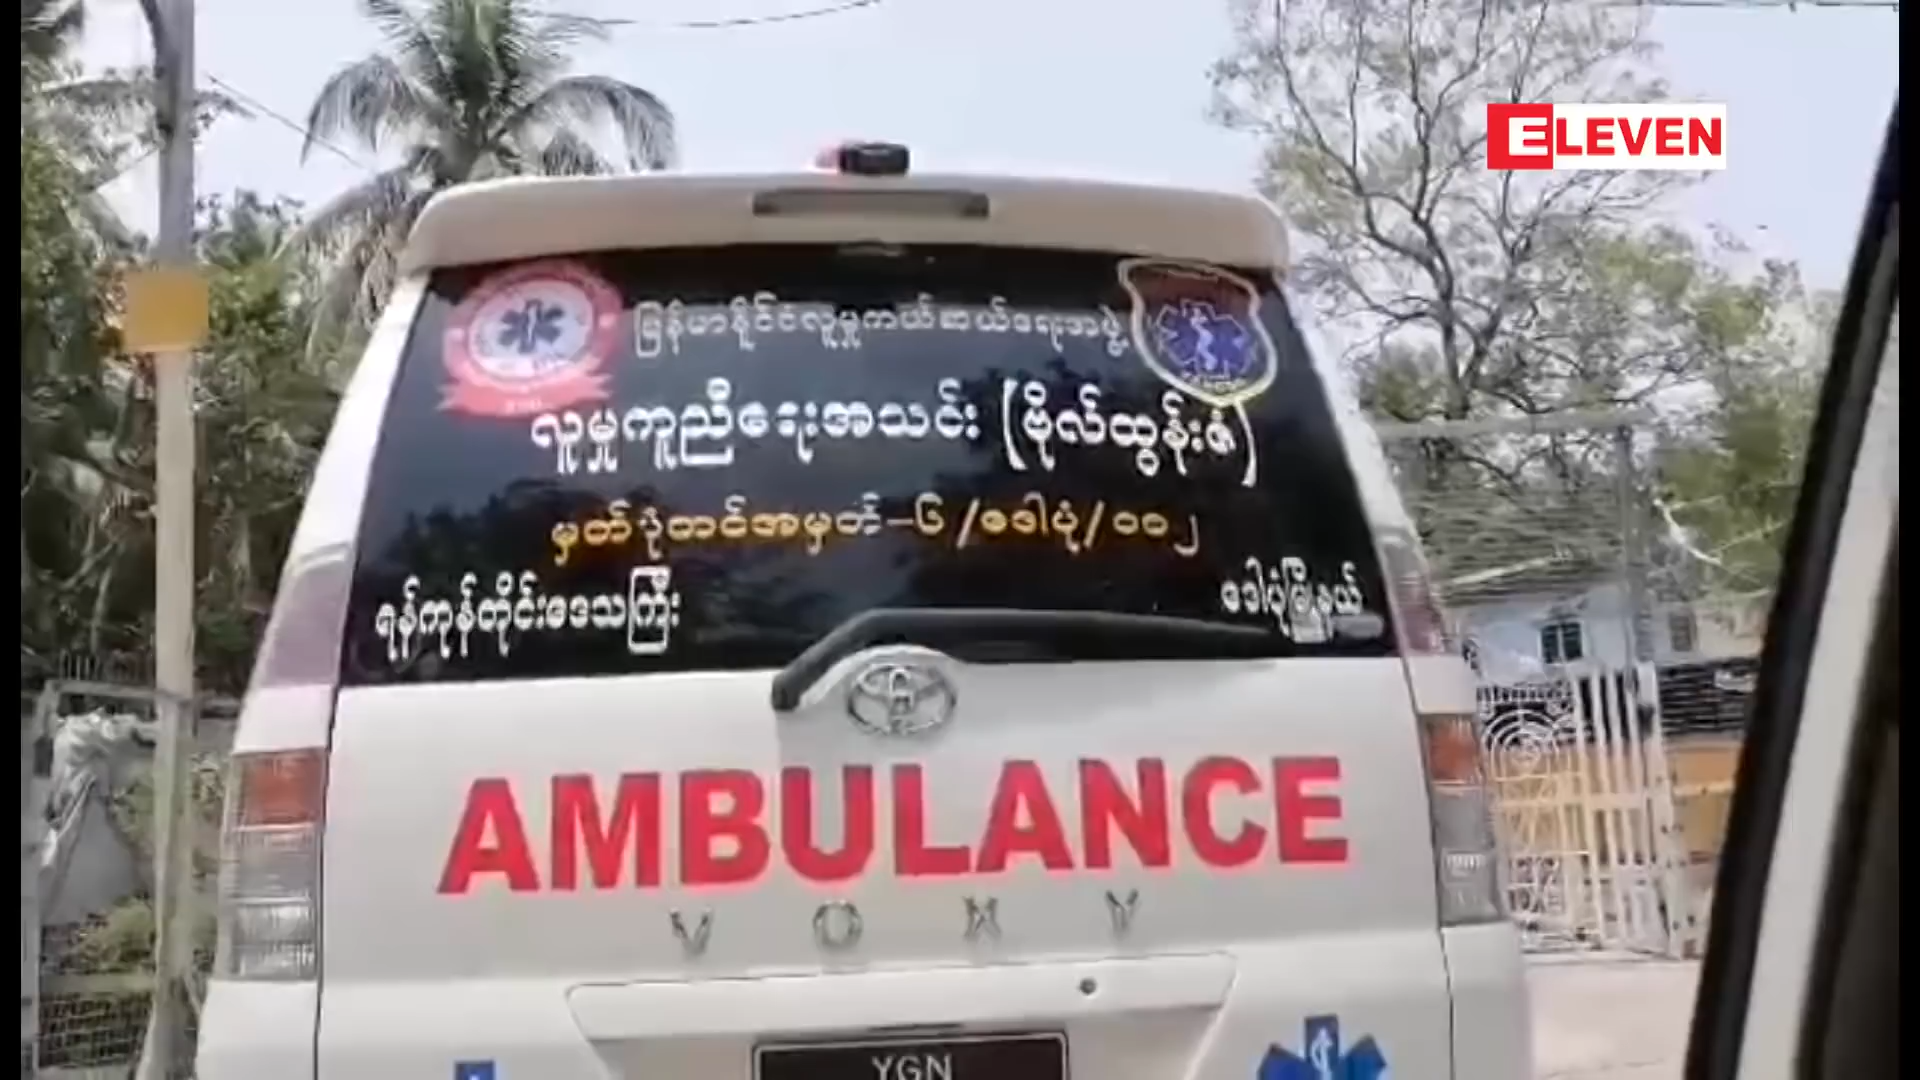 ELEVEN
မြန်မာနိုင်ငံလူမှုကယ်ဆယ်ရေးအဖွဲ့
လူမှုကူညီရေးအသင်း (ဗိုလ်ထွန်းဇံ)
မှတ်ပုံတင်အမှတ်-၆/ဒေါပုံ/၀၀၂
ရန်ကုန်တိုင်းဒေသကြီး
ဒေါပုံမြို့နယ်
AMBULANCE
VOXY
YGN